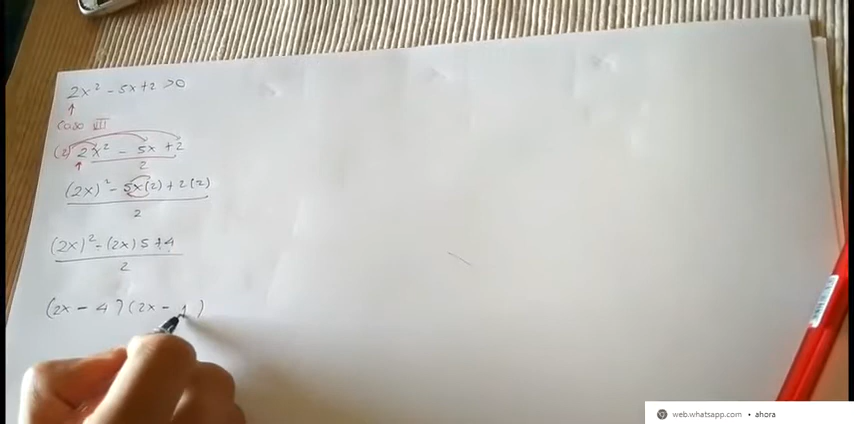 2x² - 5x + 2 > 0
↑
Caso III
(2) 2x² - 5x + 2
2
(2x)² - 5x(2) + 2(2)
2
(2x)² - (2x) 5 + 4
2
(2x - 4)(2x - 1)
web.whatsapp.com • ahora